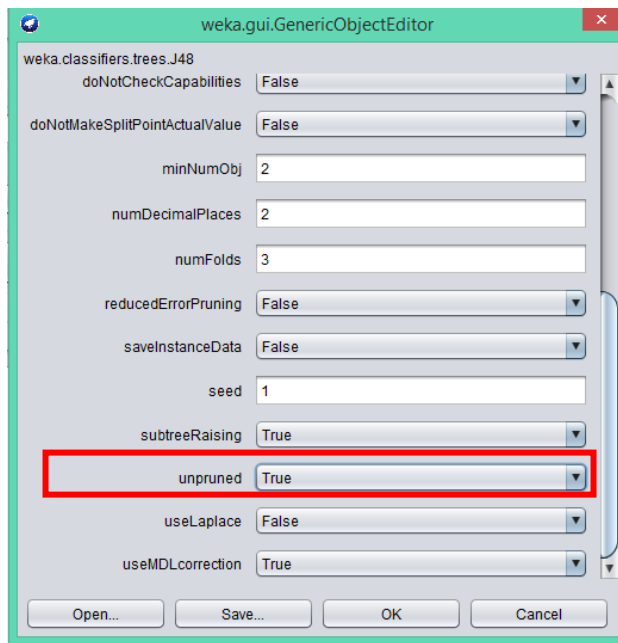 weka.gui.GenericObjectEditor
weka.classifiers.trees.J48
doNotCheckCapabilities False
doNotMakeSplitPointActualValue False
minNumObj 2
numDecimalPlaces 2
numFolds 3
reducedErrorPruning False
saveInstanceData False
seed 1
subtreeRaising True
unpruned True
useLaplace False
useMDLcorrection True
Open... Save... OK Cancel